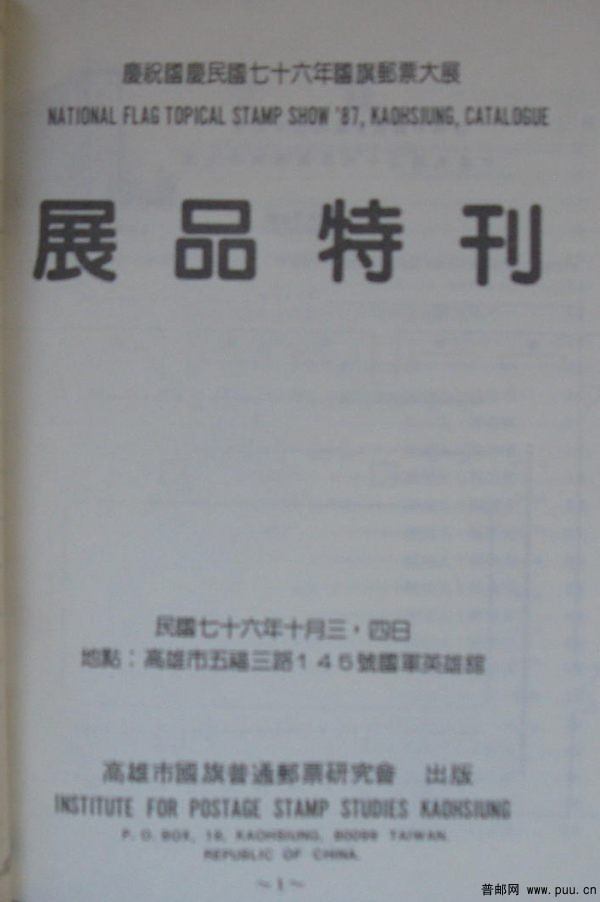 慶祝國慶民國七十六年國旗郵票大展
NATIONAL FLAG TOPICAL STAMP SHOW '87, KAOHSIUNG, CATALOGUE
展品特刊
民國七十六年十月三・四日
地點：高雄市五福三路145號國軍英雄舘
高雄市國旗普通郵票研究會 出版
INSTITUTE FOR POSTAGE STAMP STUDIES KAOHSIUNG
P. O. BOX, KAOHSIUNG, TAIWAN.
REPUBLIC OF CHINA.
~1~
普邮网 www.puu.cn